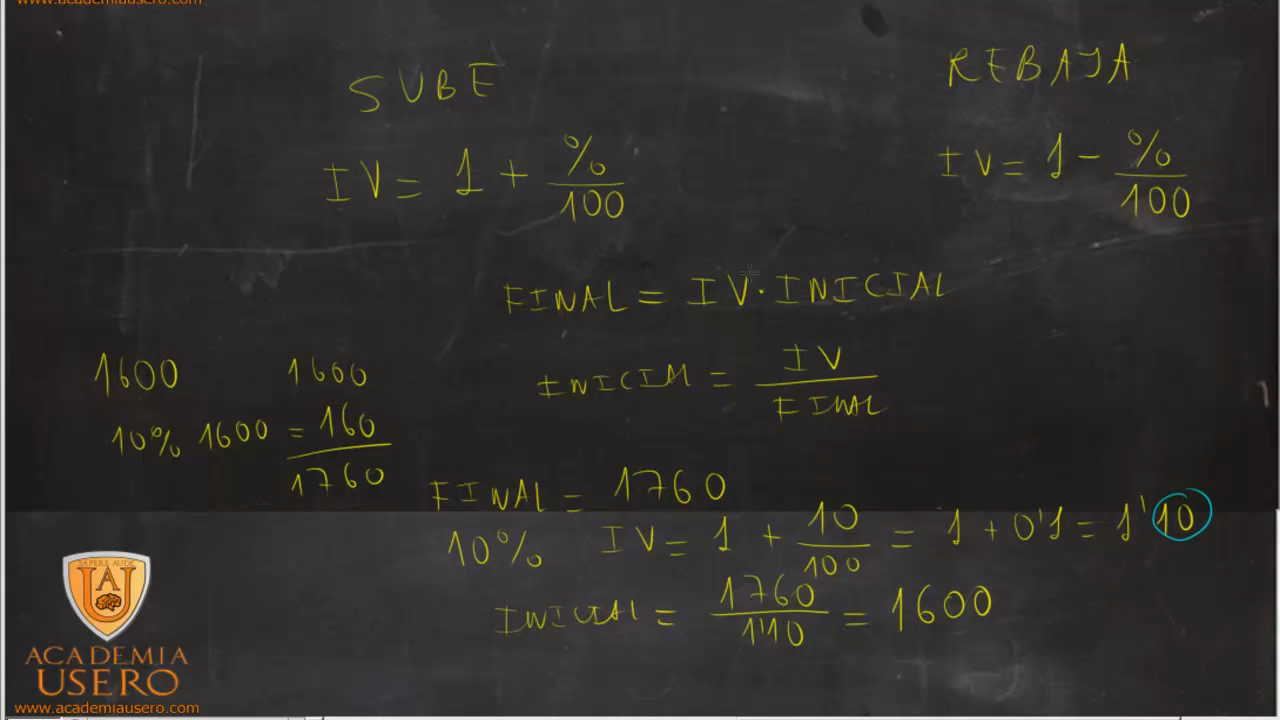 www.academiausero.com
SUBE
REBAJA
IV = 1 + %/100
IV = 1 - %/100
FINAL = IV · INICIAL
INICIAL = IV/FINAL
1600
1600
10% 1600 = 160
1760
FINAL = 1760
10% IV = 1 + 10/100 = 1 + 0'1 = 1'10
INICIAL = 1760/1'10 = 1600
SAPERE AUDE
UA
ACADEMIA
USERO
www.academiausero.com